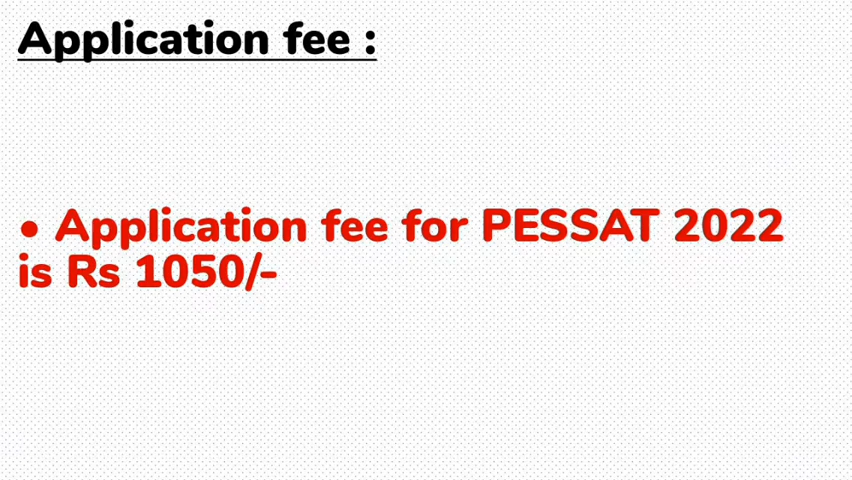 Application fee :
• Application fee for PESSAT 2022
is Rs 1050/-